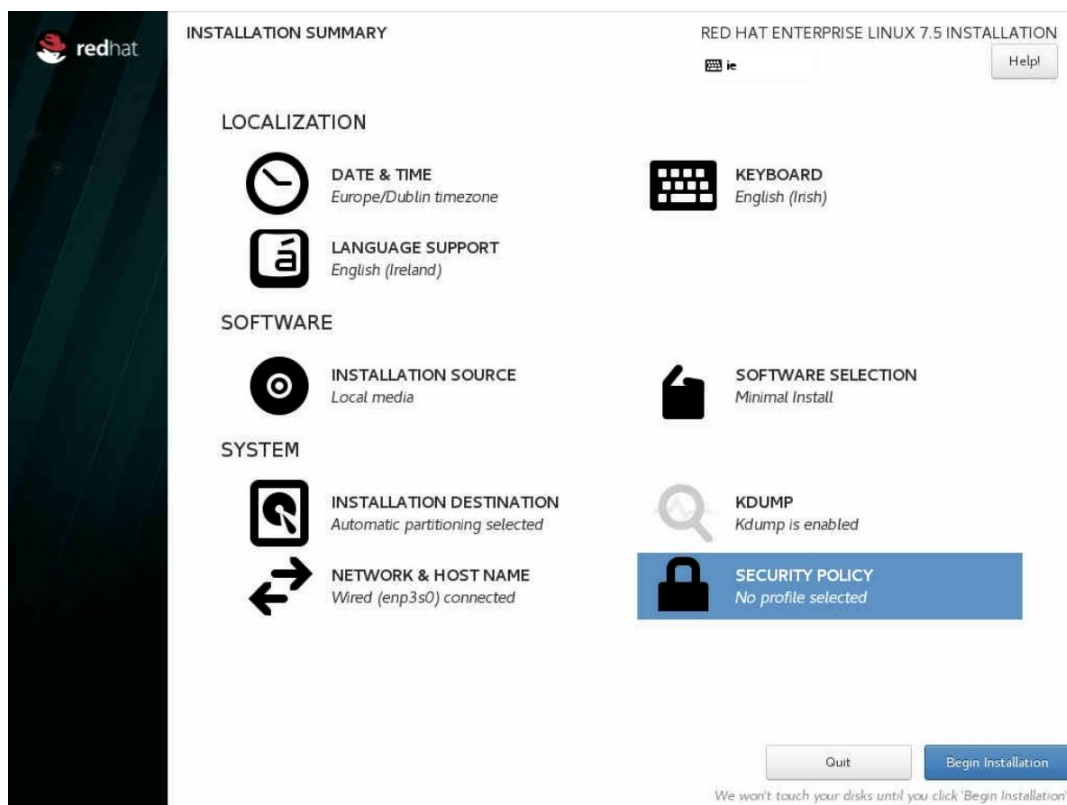 redhat
INSTALLATION SUMMARY
RED HAT ENTERPRISE LINUX 7.5 INSTALLATION
ie
Help!
LOCALIZATION
DATE & TIME
Europe/Dublin timezone
KEYBOARD
English (Irish)
á
LANGUAGE SUPPORT
English (Ireland)
SOFTWARE
INSTALLATION SOURCE
Local media
SOFTWARE SELECTION
Minimal Install
SYSTEM
INSTALLATION DESTINATION
Automatic partitioning selected
KDUMP
Kdump is enabled
NETWORK & HOST NAME
Wired (enp3s0) connected
SECURITY POLICY
No profile selected
Quit
Begin Installation
We won't touch your disks until you click 'Begin Installation'